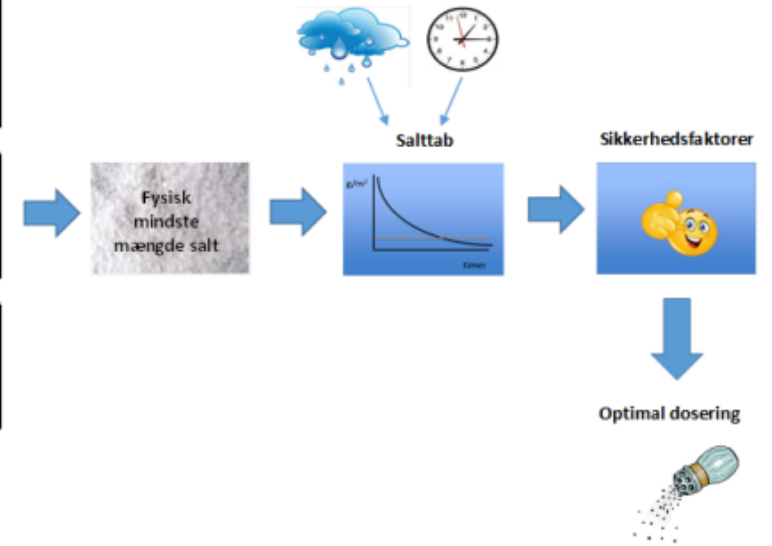 Salttab
Sikkerhedsfaktorer
Fysisk
mindste
mængde salt
g/m²
timer
Optimal dosering